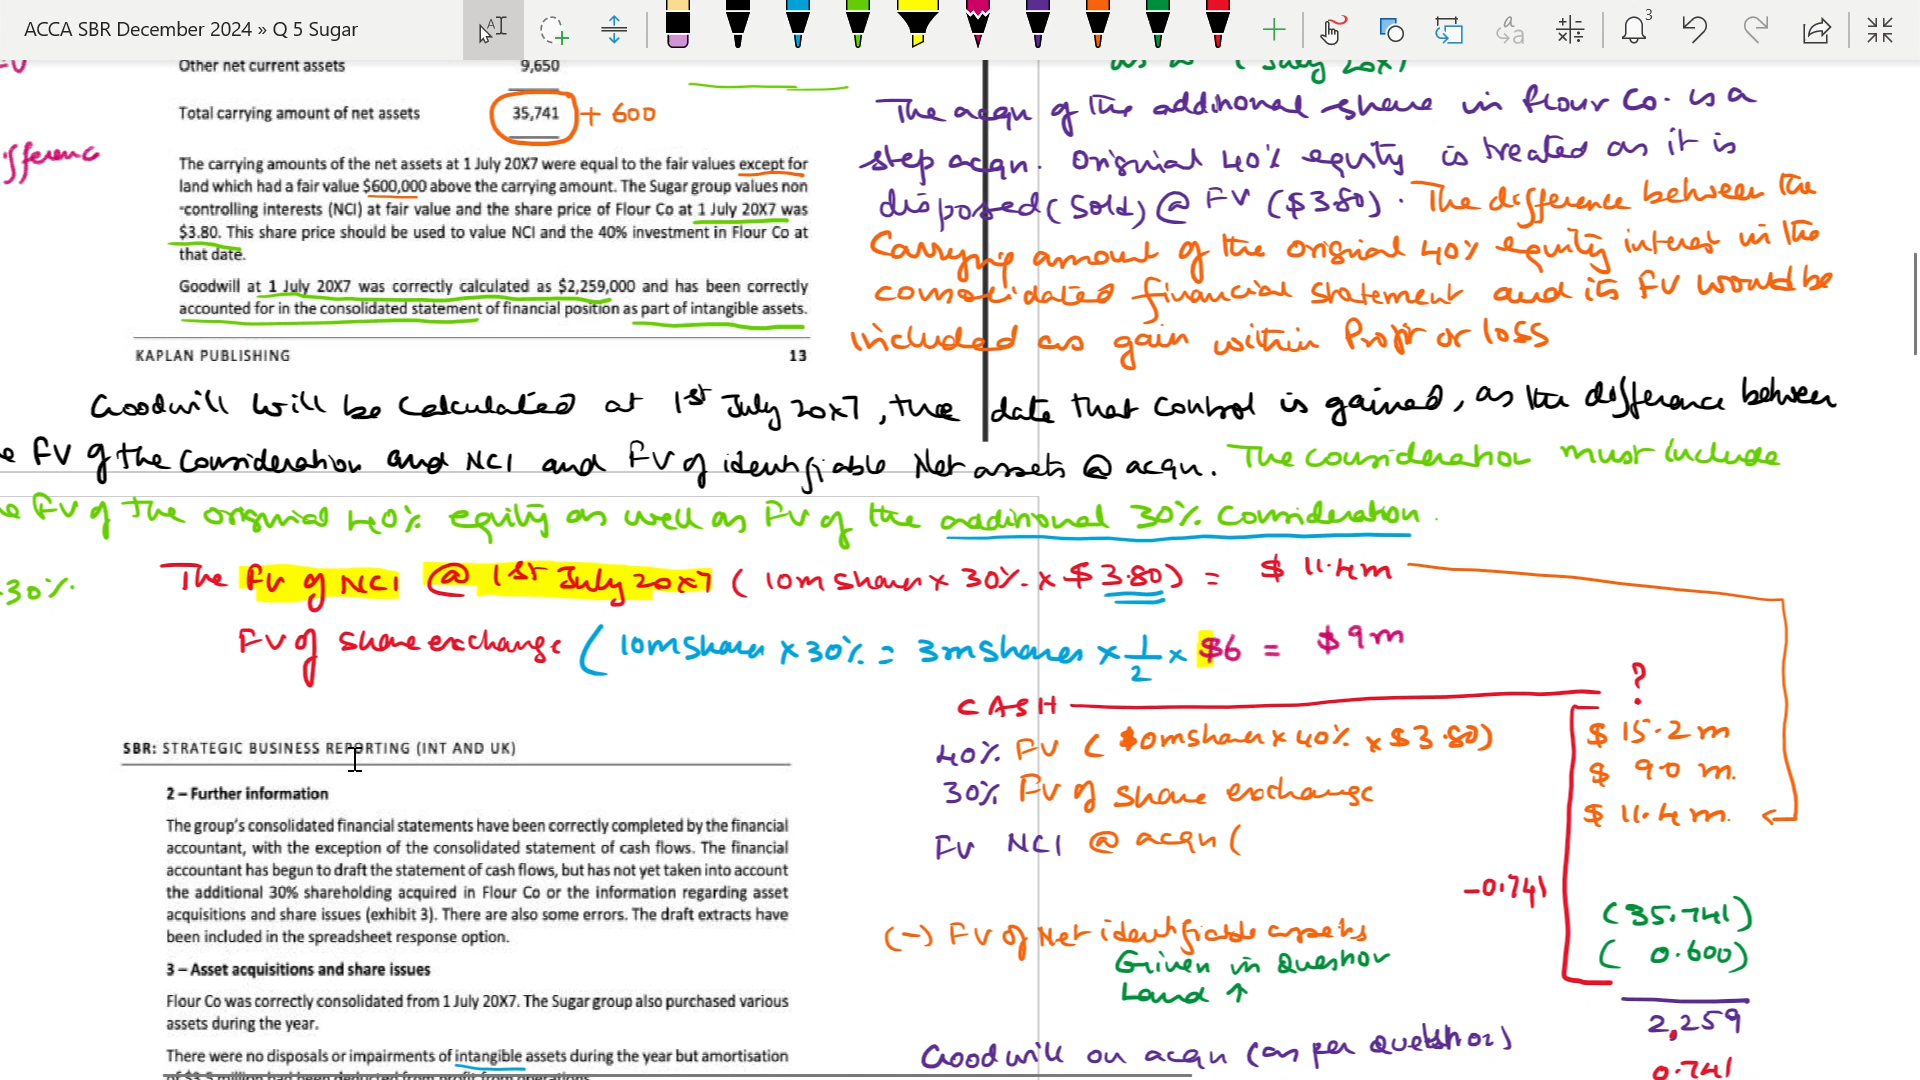 ACCA SBR December 2024 » Q 5 Sugar
3
Other net current assets 9,650
Total carrying amount of net assets 35,741 + 600
The carrying amounts of the net assets at 1 July 20X7 were equal to the fair values except for
land which had a fair value $600,000 above the carrying amount. The Sugar group values non
-controlling interests (NCI) at fair value and the share price of Flour Co at 1 July 20X7 was
$3.80. This share price should be used to value NCI and the 40% investment in Flour Co at
that date.
Goodwill at 1 July 20X7 was correctly calculated as $2,259,000 and has been correctly
accounted for in the consolidated statement of financial position as part of intangible assets.
KAPLAN PUBLISHING 13
The acqn of the additional share in flour Co. is a
step acqn. Original 40% equity is treated as it is
disposed (sold) @ FV ($3.80). The difference between the
Carrying amount of the original 40% equity interest in the
consolidated financial statement and its FV would be
included as gain within Profit or loss
Goodwill will be calculated at 1st July 20x7, the date that control is gained, as the difference between
FV of the consideration and NCI and FV of identifiable Net assets @ acqn. The consideration must include
FV of the original 40% equity as well as FV of the additional 30% consideration.
30%
The FV of NCI @ 1st July 20x7 (10m shares x 30% x $3.80) = $11.4m
FV of share exchange (10m shares x 30% = 3m shares x 1/2 x $6 = $9m
CASH ?
40% FV ($10m shares x 40% x $3.80) $15.2m
30% FV of share exchange $9.0m.
FV NCI @ acqn ( $11.4m.
-0.741
(-) FV of Net identifiable assets (35.741)
Given in Question
Land ↑ (0.600)
2,259
Goodwill on acqn (as per question)
0.741
SBR: STRATEGIC BUSINESS REPORTING (INT AND UK)
2 – Further information
The group's consolidated financial statements have been correctly completed by the financial
accountant, with the exception of the consolidated statement of cash flows. The financial
accountant has begun to draft the statement of cash flows, but has not yet taken into account
the additional 30% shareholding acquired in Flour Co or the information regarding asset
acquisitions and share issues (exhibit 3). There are also some errors. The draft extracts have
been included in the spreadsheet response option.
3 – Asset acquisitions and share issues
Flour Co was correctly consolidated from 1 July 20X7. The Sugar group also purchased various
assets during the year.
There were no disposals or impairments of intangible assets during the year but amortisation